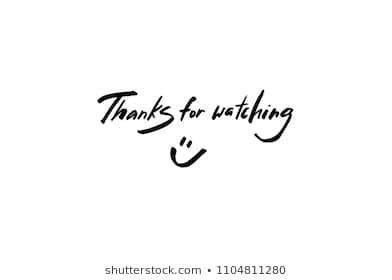 Thanks for watching
shutterstock.com • 1104811280